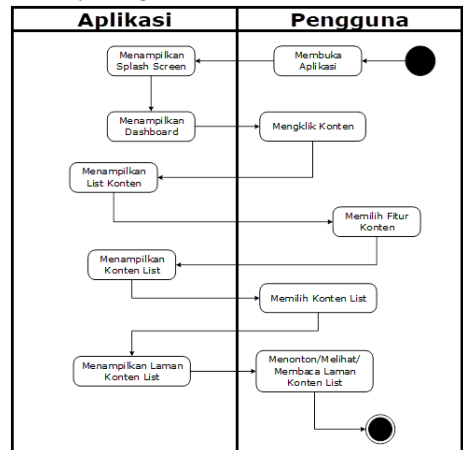 Aplikasi
Pengguna
Menampilkan
Splash Screen
Membuka
Aplikasi
Menampilkan
Dashboard
Mengklik Konten
Menampilkan
List Konten
Memilih Fitur
Konten
Menampilkan
Konten List
Memilih Konten List
Menampilkan Laman
Konten List
Menonton/Melihat/
Membaca Laman
Konten List